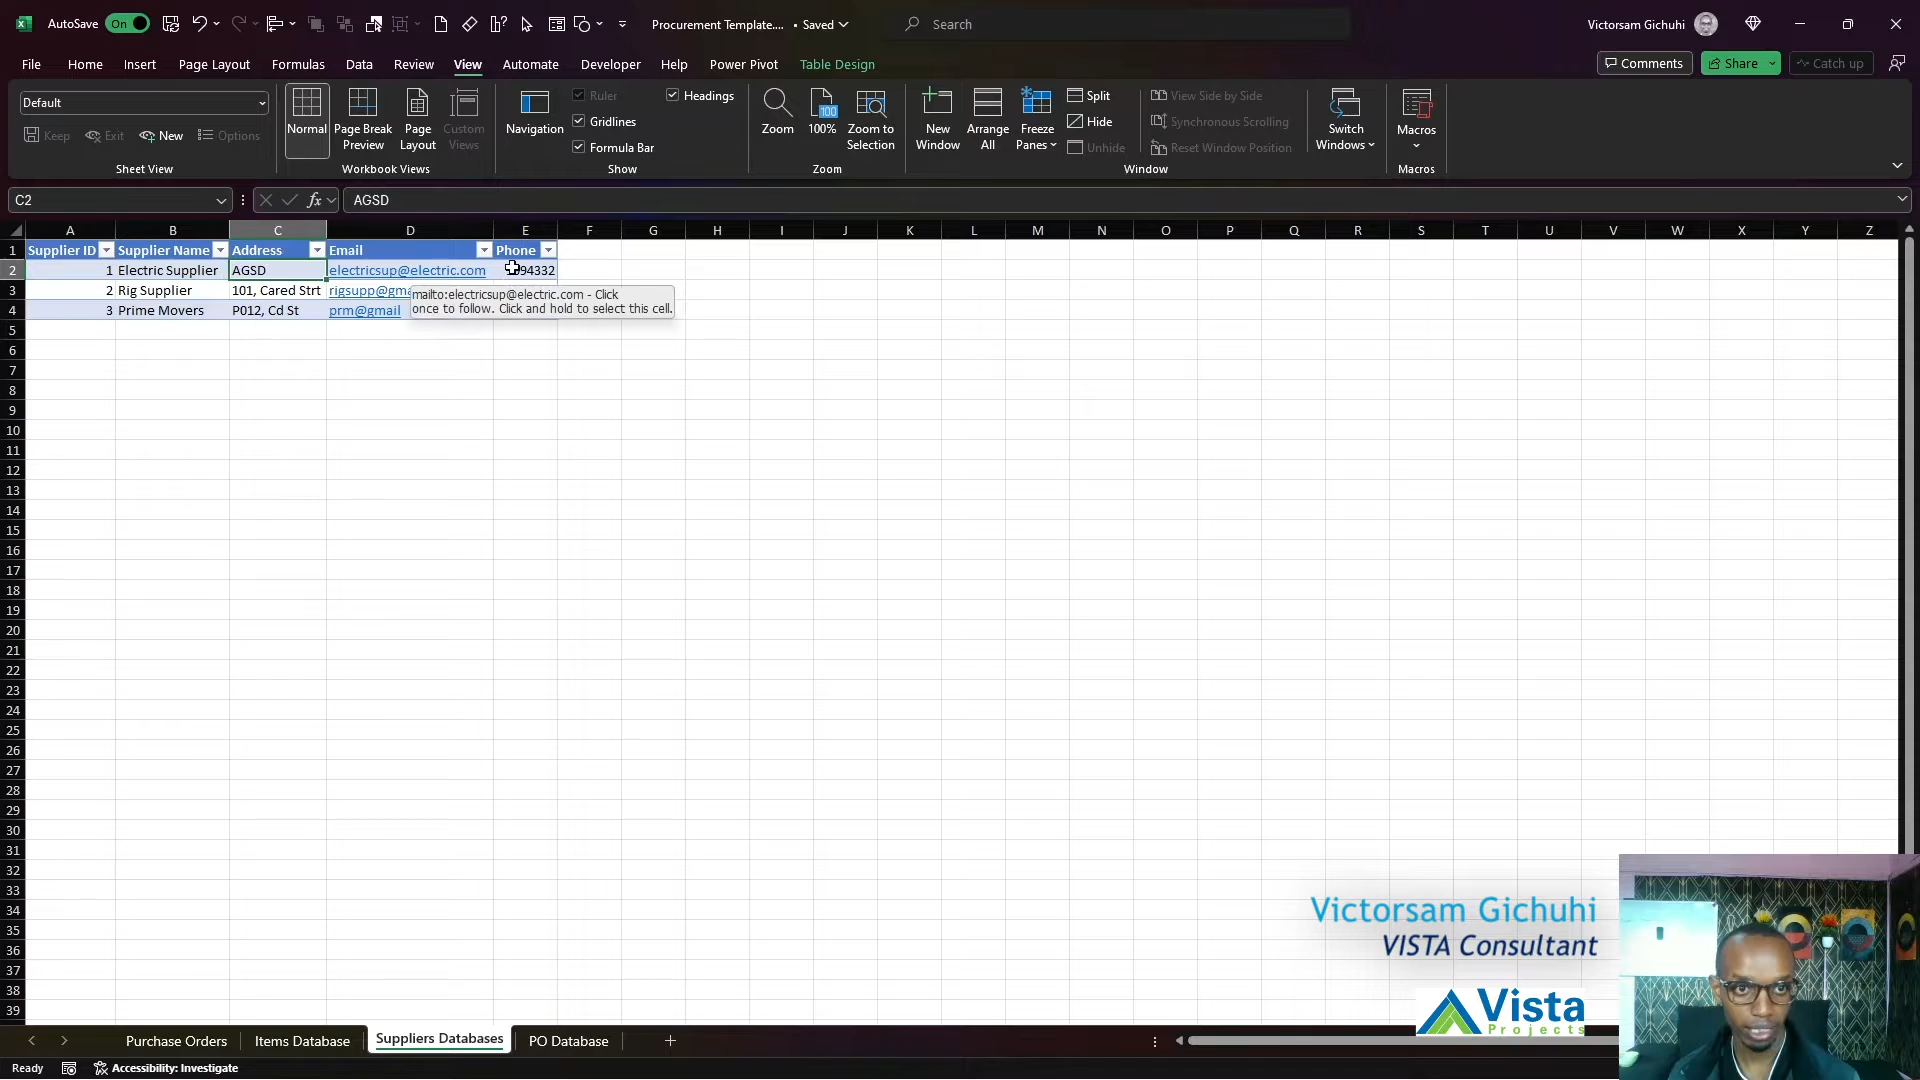 AutoSave On Procurement Template.... • Saved Search Victorsam Gichuhi
File Home Insert Page Layout Formulas Data Review View Automate Developer Help Power Pivot Table Design Comments Share Catch up
Default
Keep Exit New Options
Sheet View
Normal Page Break Preview Page Layout Custom Views
Workbook Views
Navigation
Ruler Headings
Gridlines
Formula Bar
Show
Zoom 100% Zoom to Selection
Zoom
New Window Arrange All Freeze Panes
Split
Hide
Unhide
View Side by Side
Synchronous Scrolling
Reset Window Position
Switch Windows
Window
Macros
Macros
C2 fx AGSD
A B C D E F G H I J K L M N O P Q R S T U V W X Y Z
1 Supplier ID Supplier Name Address Email Phone
2 1 Electric Supplier AGSD electricsup@electric.com 94332
3 2 Rig Supplier 101, Cared Strt
4 3 Prime Movers P012, Cd St prm@gmail
mailto:electricsup@electric.com - Click
once to follow. Click and hold to select this cell.
5
6
7
8
9
10
11
12
13
14
15
16
17
18
19
20
21
22
23
24
25
26
27
28
29
30
31
32
33
34
35
36
37
38
39
Victorsam Gichuhi
VISTA Consultant
Vista
Projects
Purchase Orders Items Database Suppliers Databases PO Database
Ready Accessibility: Investigate